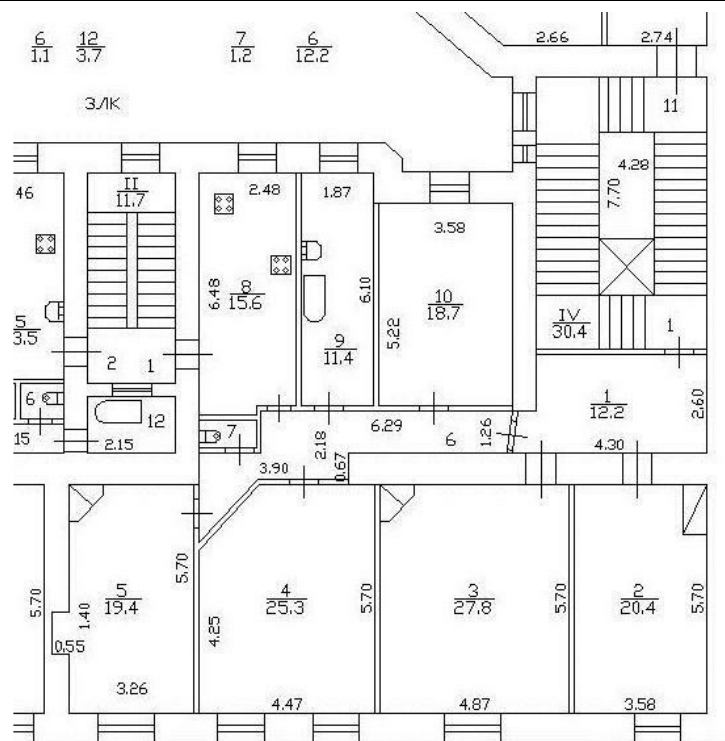 6 12 7 6 2.66 2.74
1.1 3.7 1.2 12.2
3/IK 11
46 II 2.48 1.87 4.28
11.7
7.70
3.58
8 6.48 6.10 10
15.6 18.7
5 IV
3.5 9 5.22 30.4 1
2 1 11.4
1
6 12.2 2.60
12 7 6.29
15 2.15 2.18 6 1.26 4.30
3.90 0.67
5.70 5 5.70 4 5.70 3 5.70 2 5.70
19.4 25.3 27.8 20.4
1.40 4.25
0.55
3.26 4.47 4.87 3.58